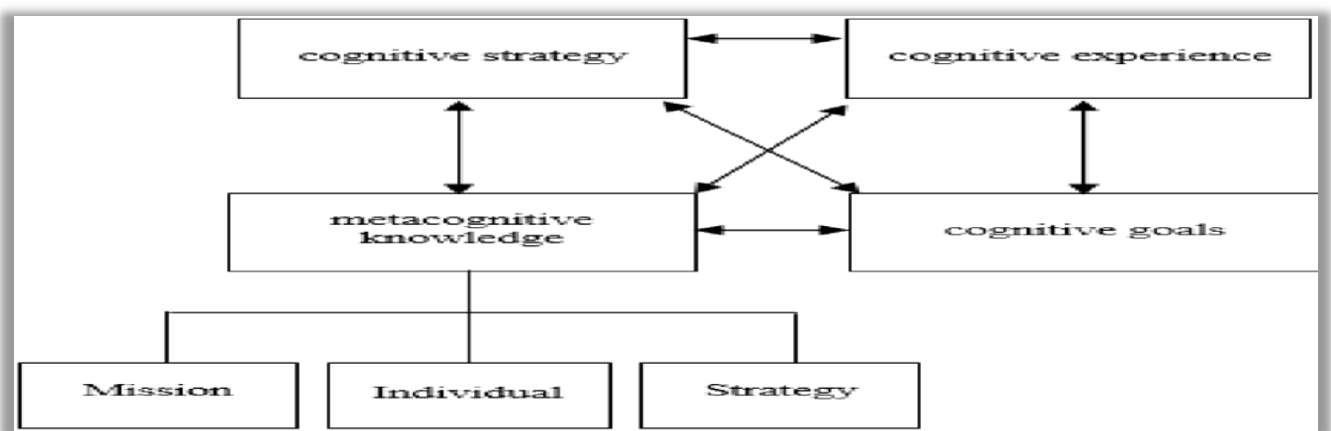 cognitive strategy
cognitive experience
metacognitive
knowledge
cognitive goals
Mission
Individual
Strategy